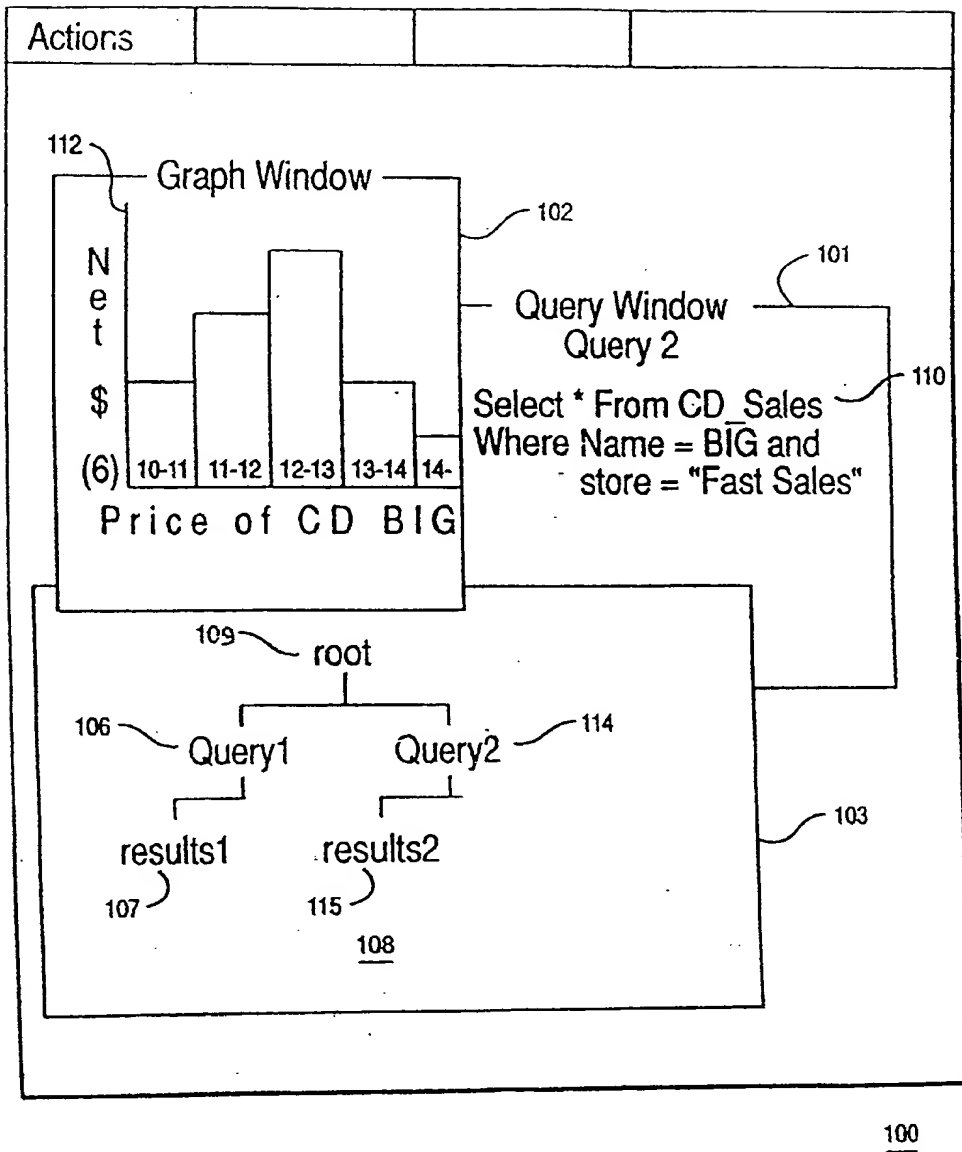 Actions
112
Graph Window
102
Net $
(6)
10-11 11-12 12-13 13-14 14-
Price of CD BIG
101
Query Window
Query 2
110
Select * From CD_Sales
Where Name = BIG and
store = "Fast Sales"
109
root
106
Query1
Query2
114
103
results1
results2
107
115
108
100